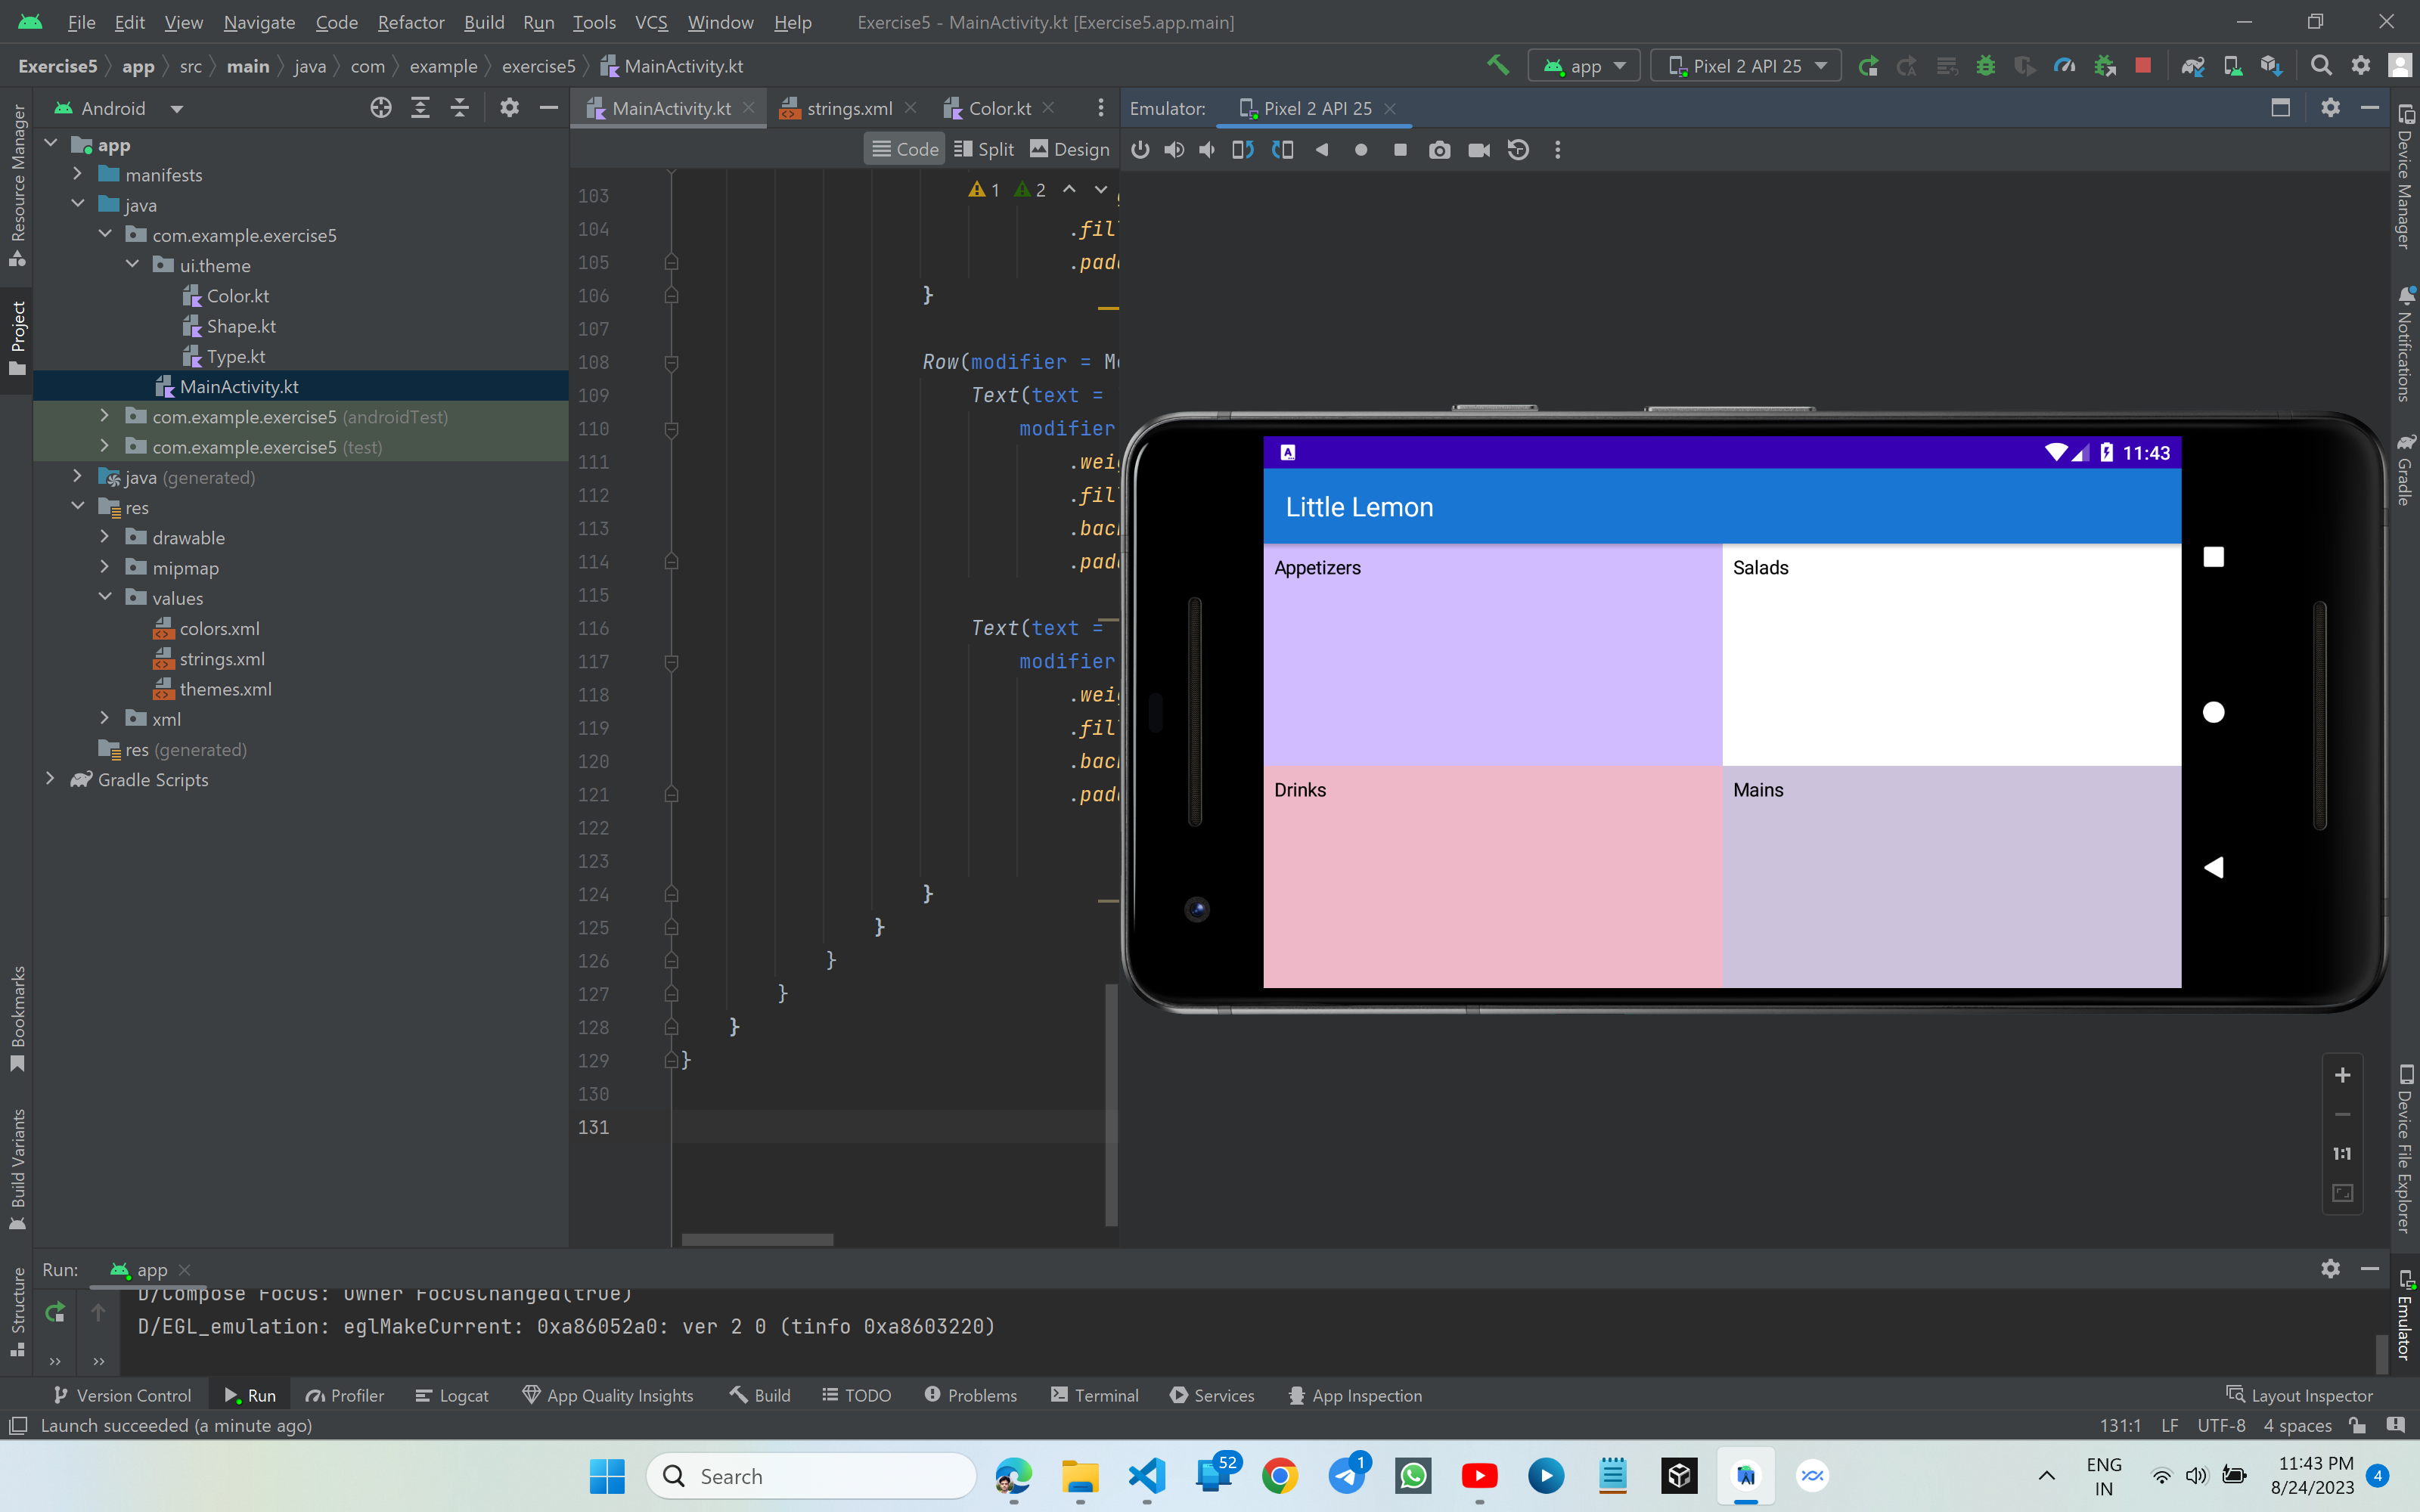 File Edit View Navigate Code Refactor Build Run Tools VCS Window Help Exercise5 - MainActivity.kt [Exercise5.app.main]
Exercise5 app src main java com example exercise5 MainActivity.kt app Pixel 2 API 25
Android MainActivity.kt strings.xml Color.kt Emulator: Pixel 2 API 25
Code Split Design
1 2
Resource Manager
Project
Bookmarks
Build Variants
Structure
app
manifests
java
com.example.exercise5
ui.theme
Color.kt
Shape.kt
Type.kt
MainActivity.kt
com.example.exercise5 (androidTest)
com.example.exercise5 (test)
java (generated)
res
drawable
mipmap
values
colors.xml
strings.xml
themes.xml
xml
res (generated)
Gradle Scripts
103
104 .fil
105 .pad
106 }
107
108 Row(modifier = M
109 Text(text =
110 modifier
111 .wei
112 .fil
113 .bac
114 .pad
115
116 Text(text =
117 modifier
118 .wei
119 .fil
120 .bac
121 .pad
122
123
124 }
125 }
126 }
127 }
128 }
129 }
130
131
A 11:43
Little Lemon
Appetizers Salads
Drinks Mains
1:1
Device Manager
Notifications
Gradle
Device File Explorer
Emulator
Run: app
D/Compose Focus: Owner FocusChanged(true)
D/EGL_emulation: eglMakeCurrent: 0xa86052a0: ver 2 0 (tinfo 0xa8603220)
Version Control Run Profiler Logcat App Quality Insights Build TODO Problems Terminal Services App Inspection Layout Inspector
Launch succeeded (a minute ago) 131:1 LF UTF-8 4 spaces
Search 52 1 ENG 11:43 PM 4
IN 8/24/2023